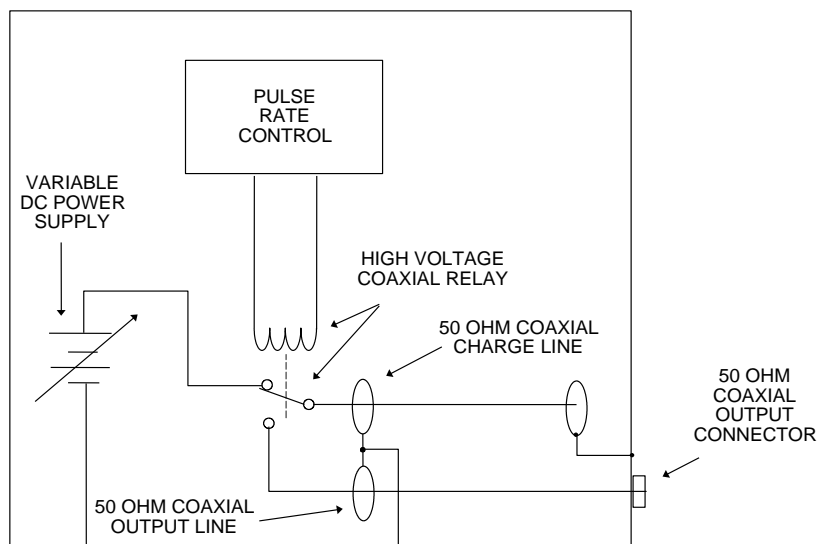 PULSE
RATE
CONTROL
VARIABLE
DC POWER
SUPPLY
HIGH VOLTAGE
COAXIAL RELAY
50 OHM COAXIAL
CHARGE LINE
50 OHM
COAXIAL
OUTPUT
CONNECTOR
50 OHM COAXIAL
OUTPUT LINE